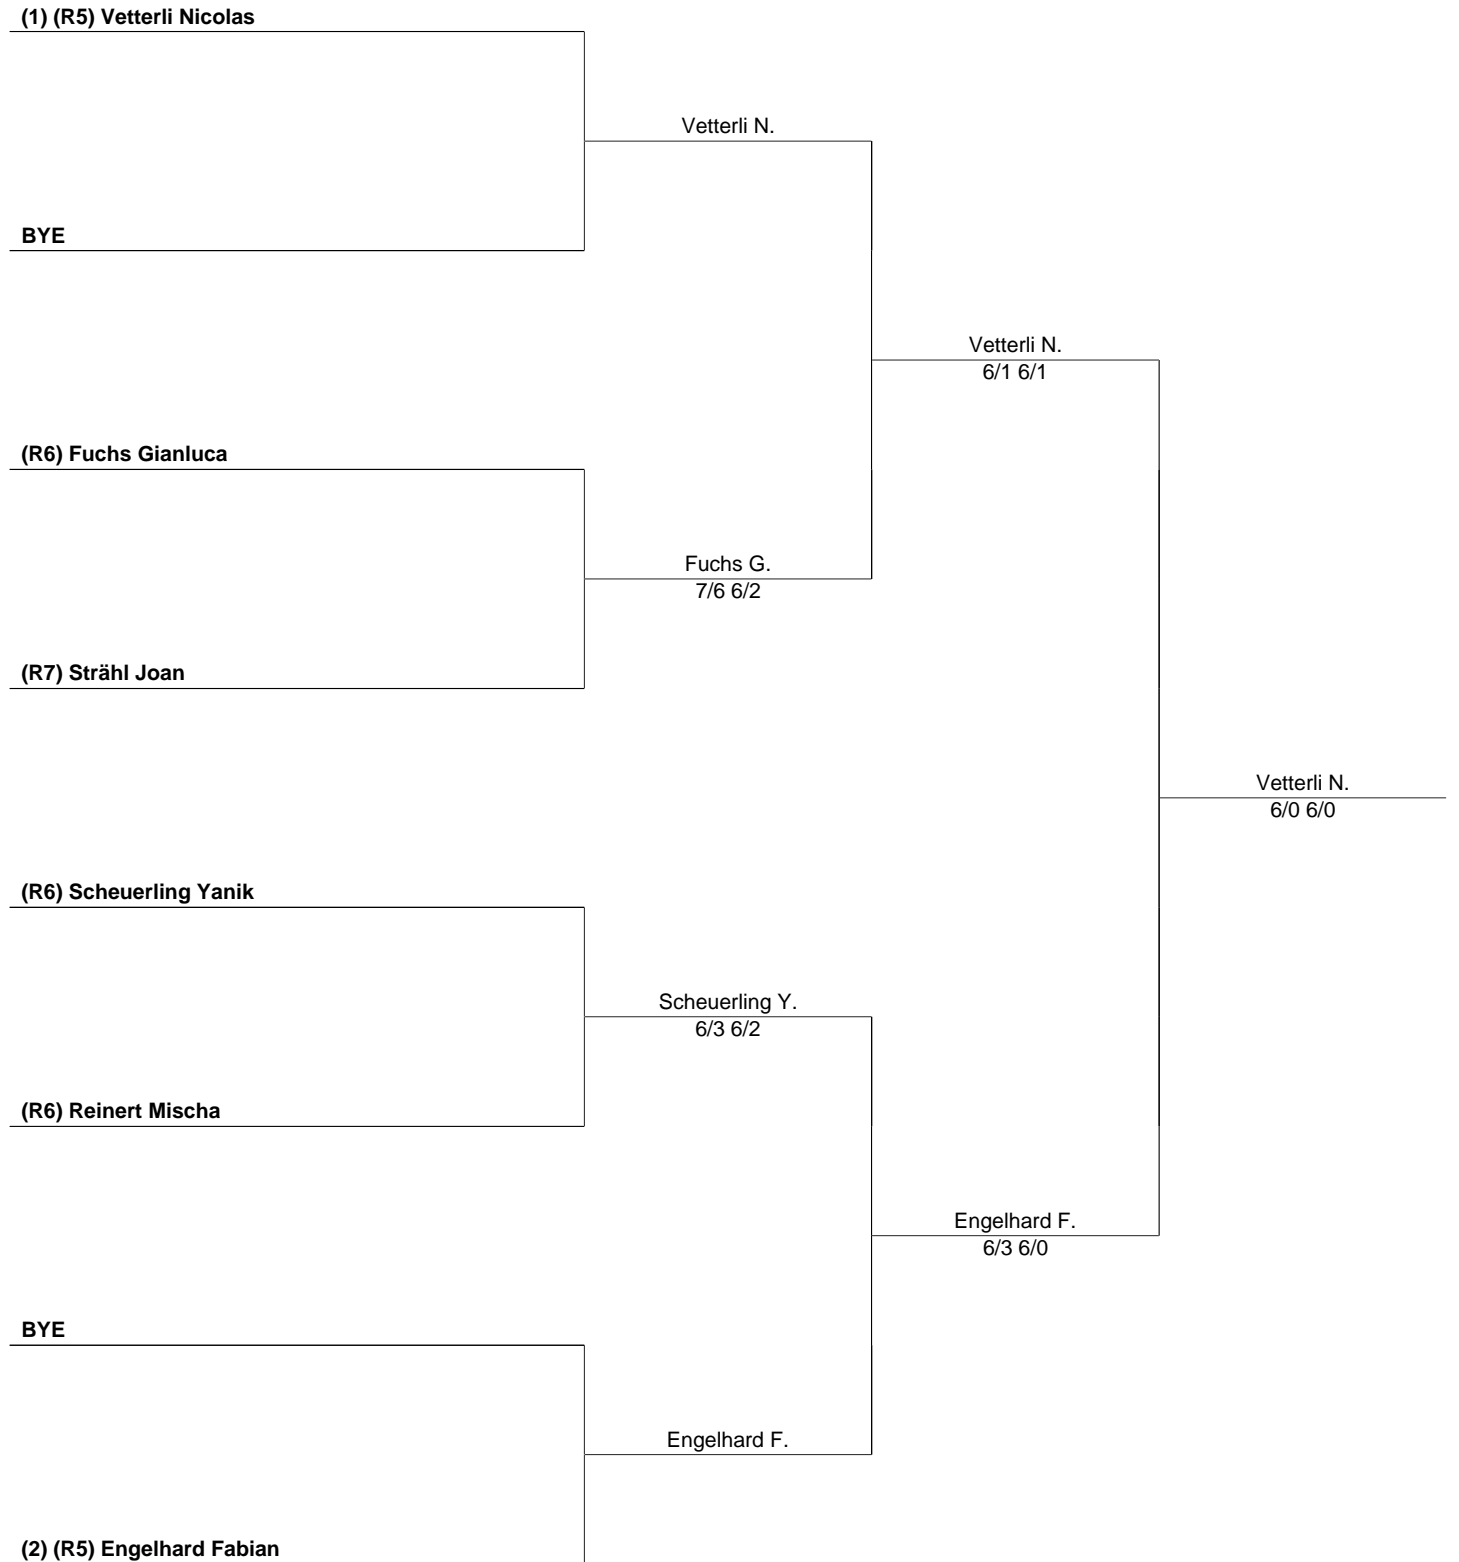 (1) (R5) Vetterli Nicolas
Vetterli N.
BYE
Vetterli N.
6/1 6/1
(R6) Fuchs Gianluca
Fuchs G.
7/6 6/2
(R7) Strähl Joan
Vetterli N.
6/0 6/0
(R6) Scheuerling Yanik
Scheuerling Y.
6/3 6/2
(R6) Reinert Mischa
Engelhard F.
6/3 6/0
BYE
Engelhard F.
(2) (R5) Engelhard Fabian